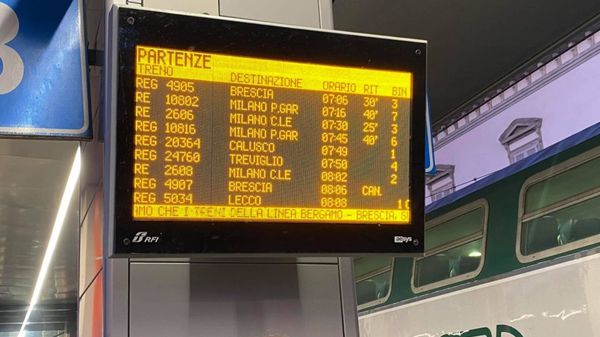 3
PARTENZE
TRENO DESTINAZIONE ORARIO RIT BIN
REG 4905 BRESCIA 07:06 30' 3
RE 10802 MILANO P.GAR 07:16 40' 7
RE 2606 MILANO C.LE 07:30 25' 3
REG 10816 MILANO P.GAR 07:45 40' 6
REG 20364 CALUSCO 07:49 1
REG 24760 TREVIGLIO 07:50 4
RE 2608 MILANO C.LE 08:02 2
REG 4907 BRESCIA 08:06 CAN.
REG 5034 LECCO 08:08 1
AMO CHE I TRENI DELLA LINEA BERGAMO - BRESCIA, S
RFI